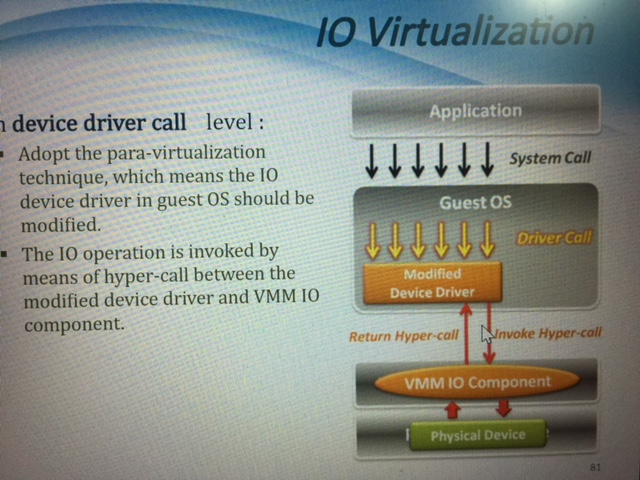 IO Virtualization
device driver call level :
▪ Adopt the para-virtualization
technique, which means the IO
device driver in guest OS should be
modified.
▪ The IO operation is invoked by
means of hyper-call between the
modified device driver and VMM IO
component.
Application
System Call
Guest OS
Driver Call
Modified
Device Driver
Return Hyper-call
Invoke Hyper-call
VMM IO Component
Physical Device
81